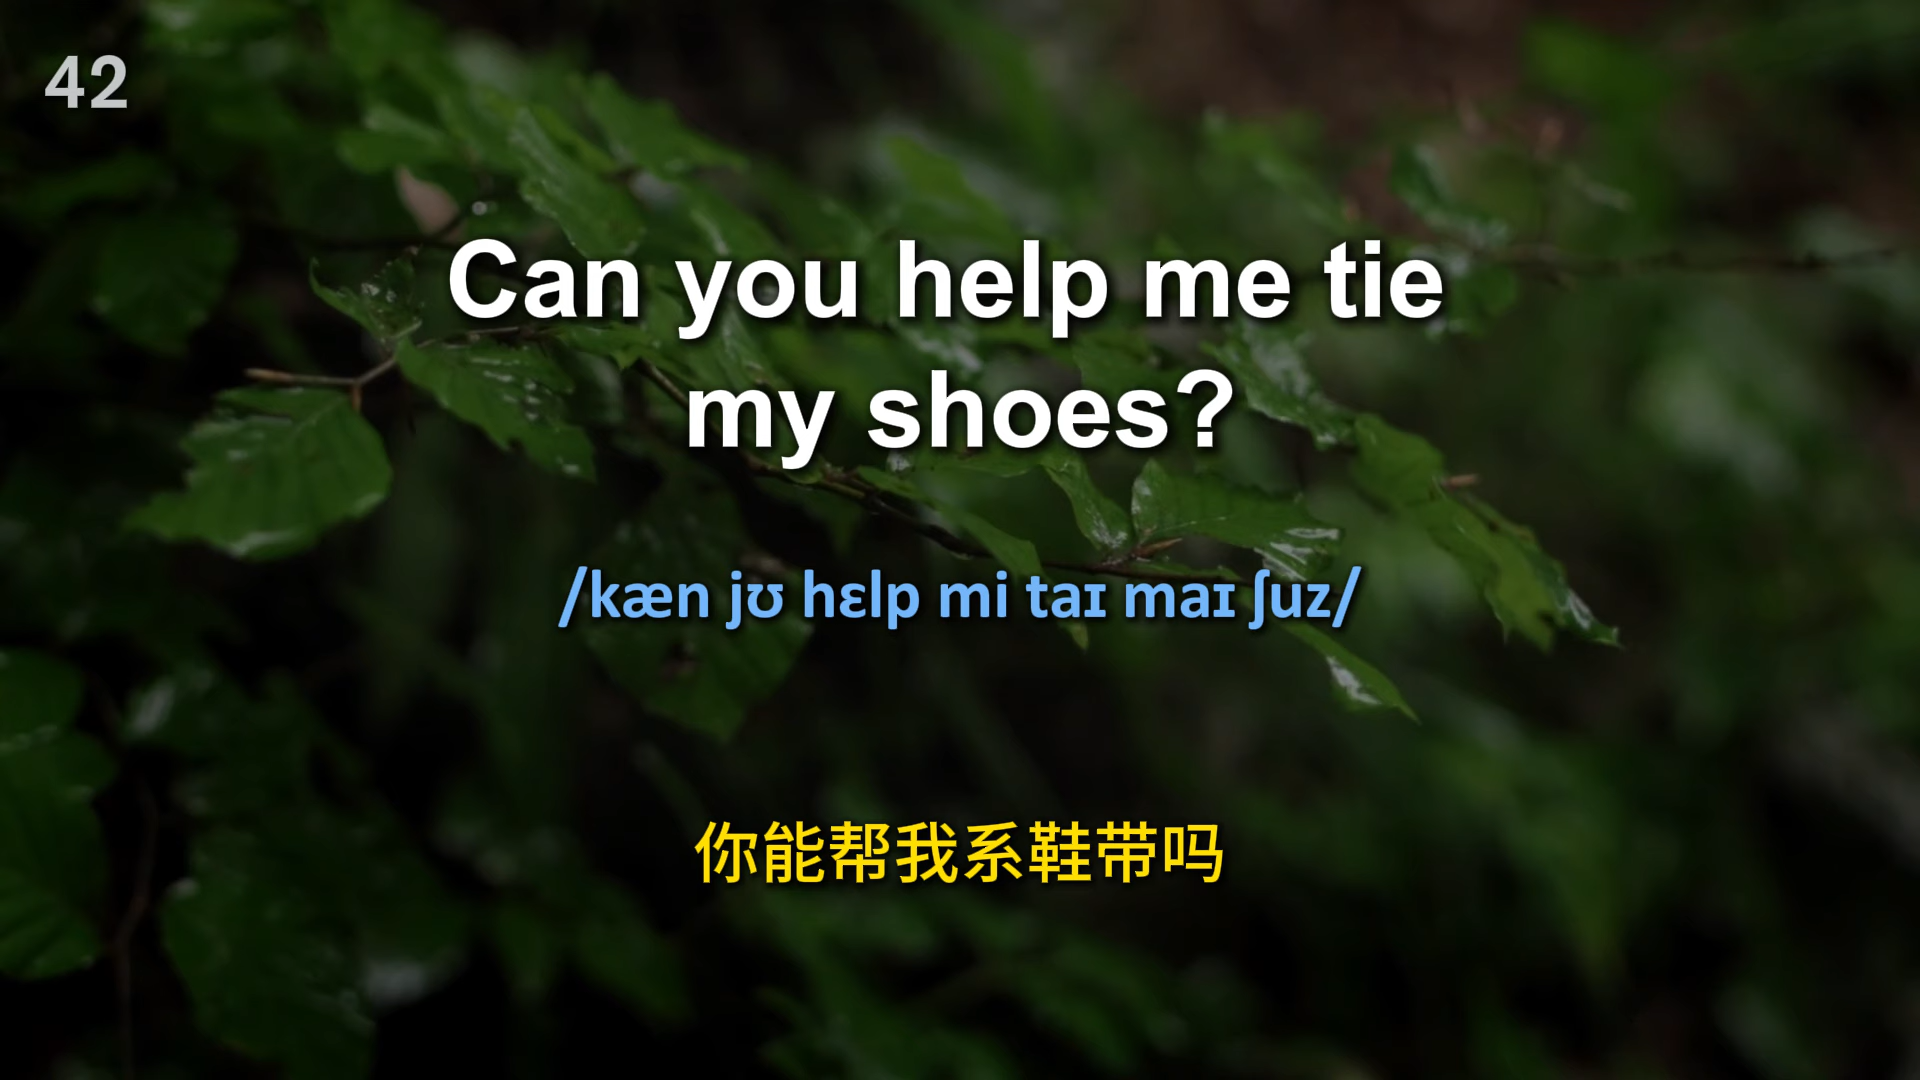 42
Can you help me tie
my shoes?
/kæn jʊ hɛlp mi taɪ maɪ ʃuz/
你能帮我系鞋带吗